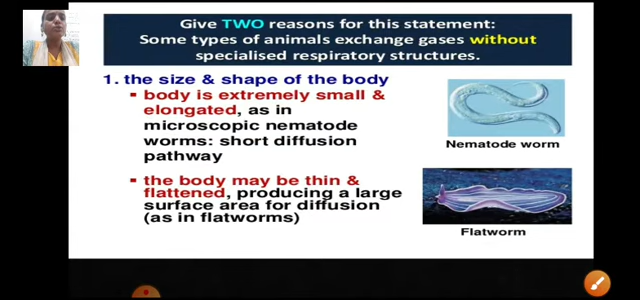 Give TWO reasons for this statement:
Some types of animals exchange gases without
specialised respiratory structures.
1. the size & shape of the body
▪ body is extremely small &
elongated, as in
microscopic nematode
worms: short diffusion
pathway
Nematode worm
▪ the body may be thin &
flattened, producing a large
surface area for diffusion
(as in flatworms)
Flatworm